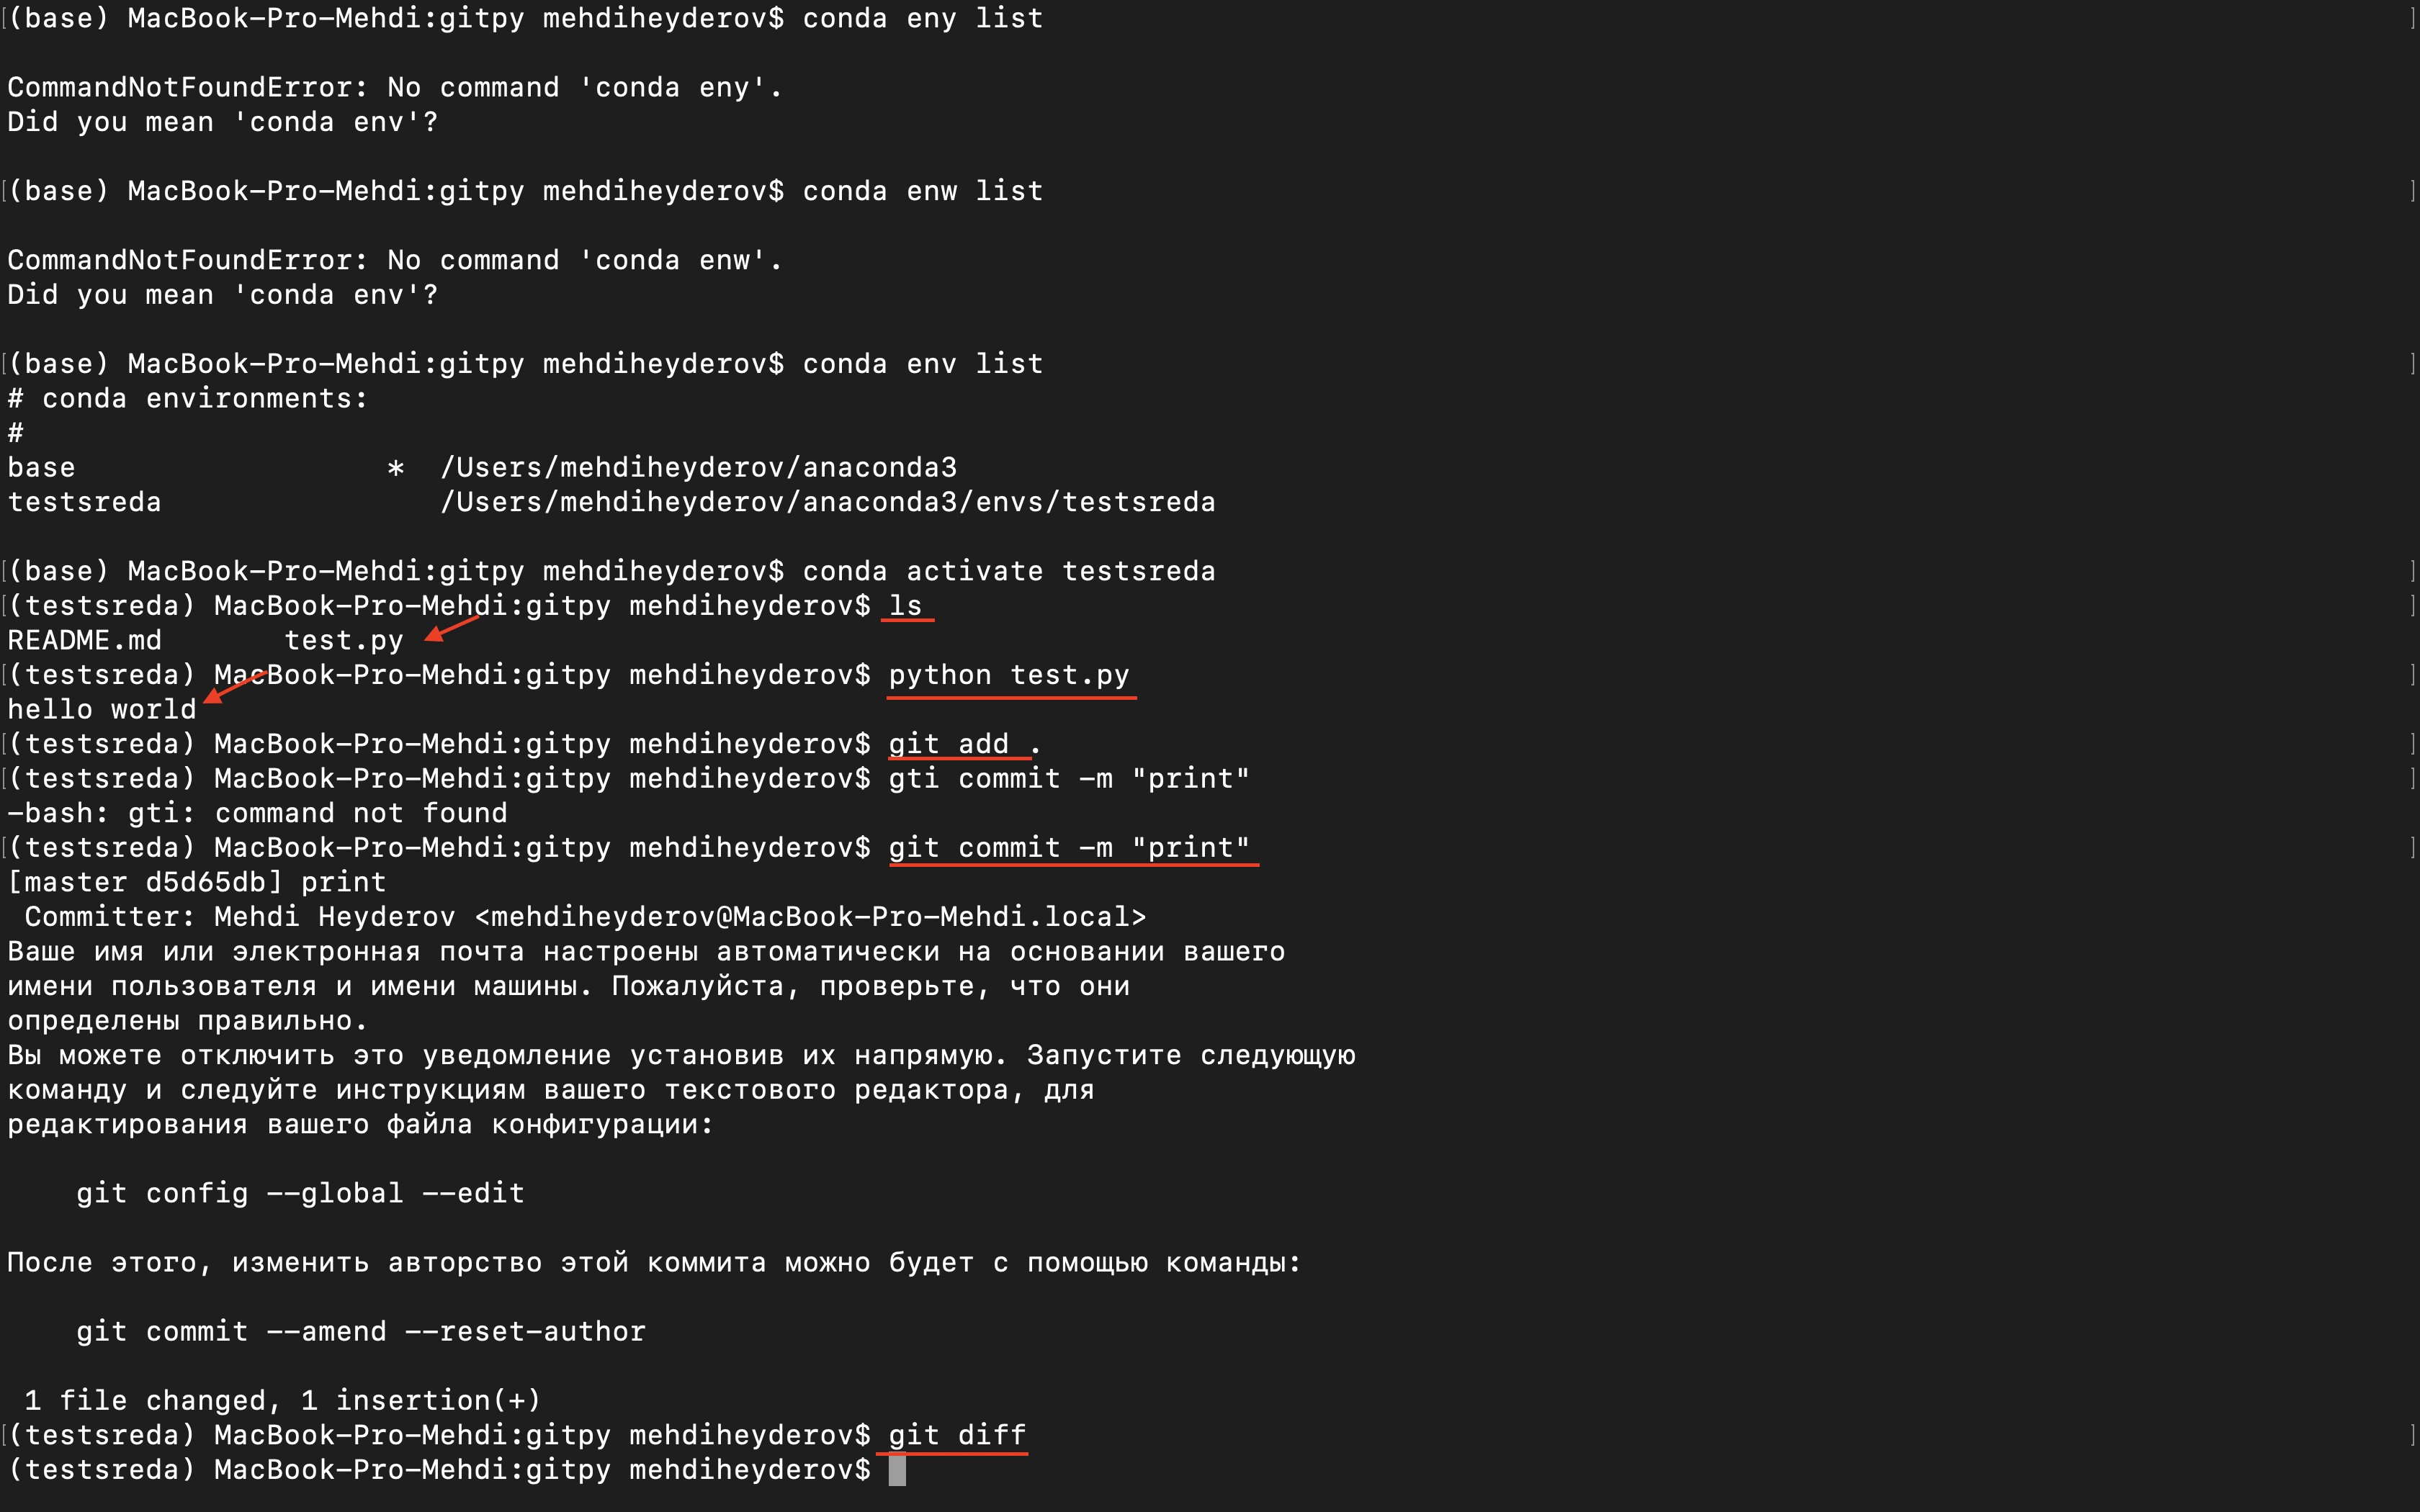 (base) MacBook-Pro-Mehdi:gitpy mehdiheyderov$ conda eny list
CommandNotFoundError: No command 'conda eny'.
Did you mean 'conda env'?
(base) MacBook-Pro-Mehdi:gitpy mehdiheyderov$ conda enw list
CommandNotFoundError: No command 'conda enw'.
Did you mean 'conda env'?
(base) MacBook-Pro-Mehdi:gitpy mehdiheyderov$ conda env list
# conda environments:
#
base                  *  /Users/mehdiheyderov/anaconda3
testsreda                /Users/mehdiheyderov/anaconda3/envs/testsreda
(base) MacBook-Pro-Mehdi:gitpy mehdiheyderov$ conda activate testsreda
(testsreda) MacBook-Pro-Mehdi:gitpy mehdiheyderov$ ls
README.md       test.py
(testsreda) MacBook-Pro-Mehdi:gitpy mehdiheyderov$ python test.py
hello world
(testsreda) MacBook-Pro-Mehdi:gitpy mehdiheyderov$ git add .
(testsreda) MacBook-Pro-Mehdi:gitpy mehdiheyderov$ gti commit -m "print"
-bash: gti: command not found
(testsreda) MacBook-Pro-Mehdi:gitpy mehdiheyderov$ git commit -m "print"
[master d5d65db] print
 Committer: Mehdi Heyderov <mehdiheyderov@MacBook-Pro-Mehdi.local>
Ваше имя или электронная почта настроены автоматически на основании вашего
имени пользователя и имени машины. Пожалуйста, проверьте, что они
определены правильно.
Вы можете отключить это уведомление установив их напрямую. Запустите следующую
команду и следуйте инструкциям вашего текстового редактора, для
редактирования вашего файла конфигурации:
    git config --global --edit
После этого, изменить авторство этой коммита можно будет с помощью команды:
    git commit --amend --reset-author
 1 file changed, 1 insertion(+)
(testsreda) MacBook-Pro-Mehdi:gitpy mehdiheyderov$ git diff
(testsreda) MacBook-Pro-Mehdi:gitpy mehdiheyderov$